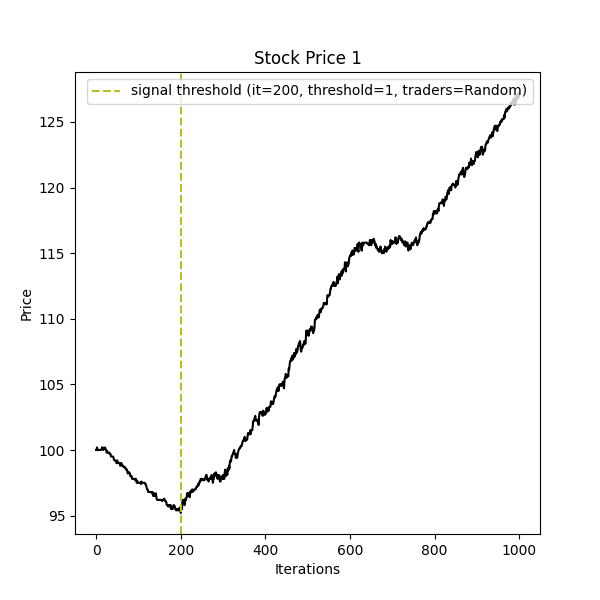 Stock Price 1
signal threshold (it=200, threshold=1, traders=Random)
125
120
115
110
105
100
95
Price
0 200 400 600 800 1000
Iterations